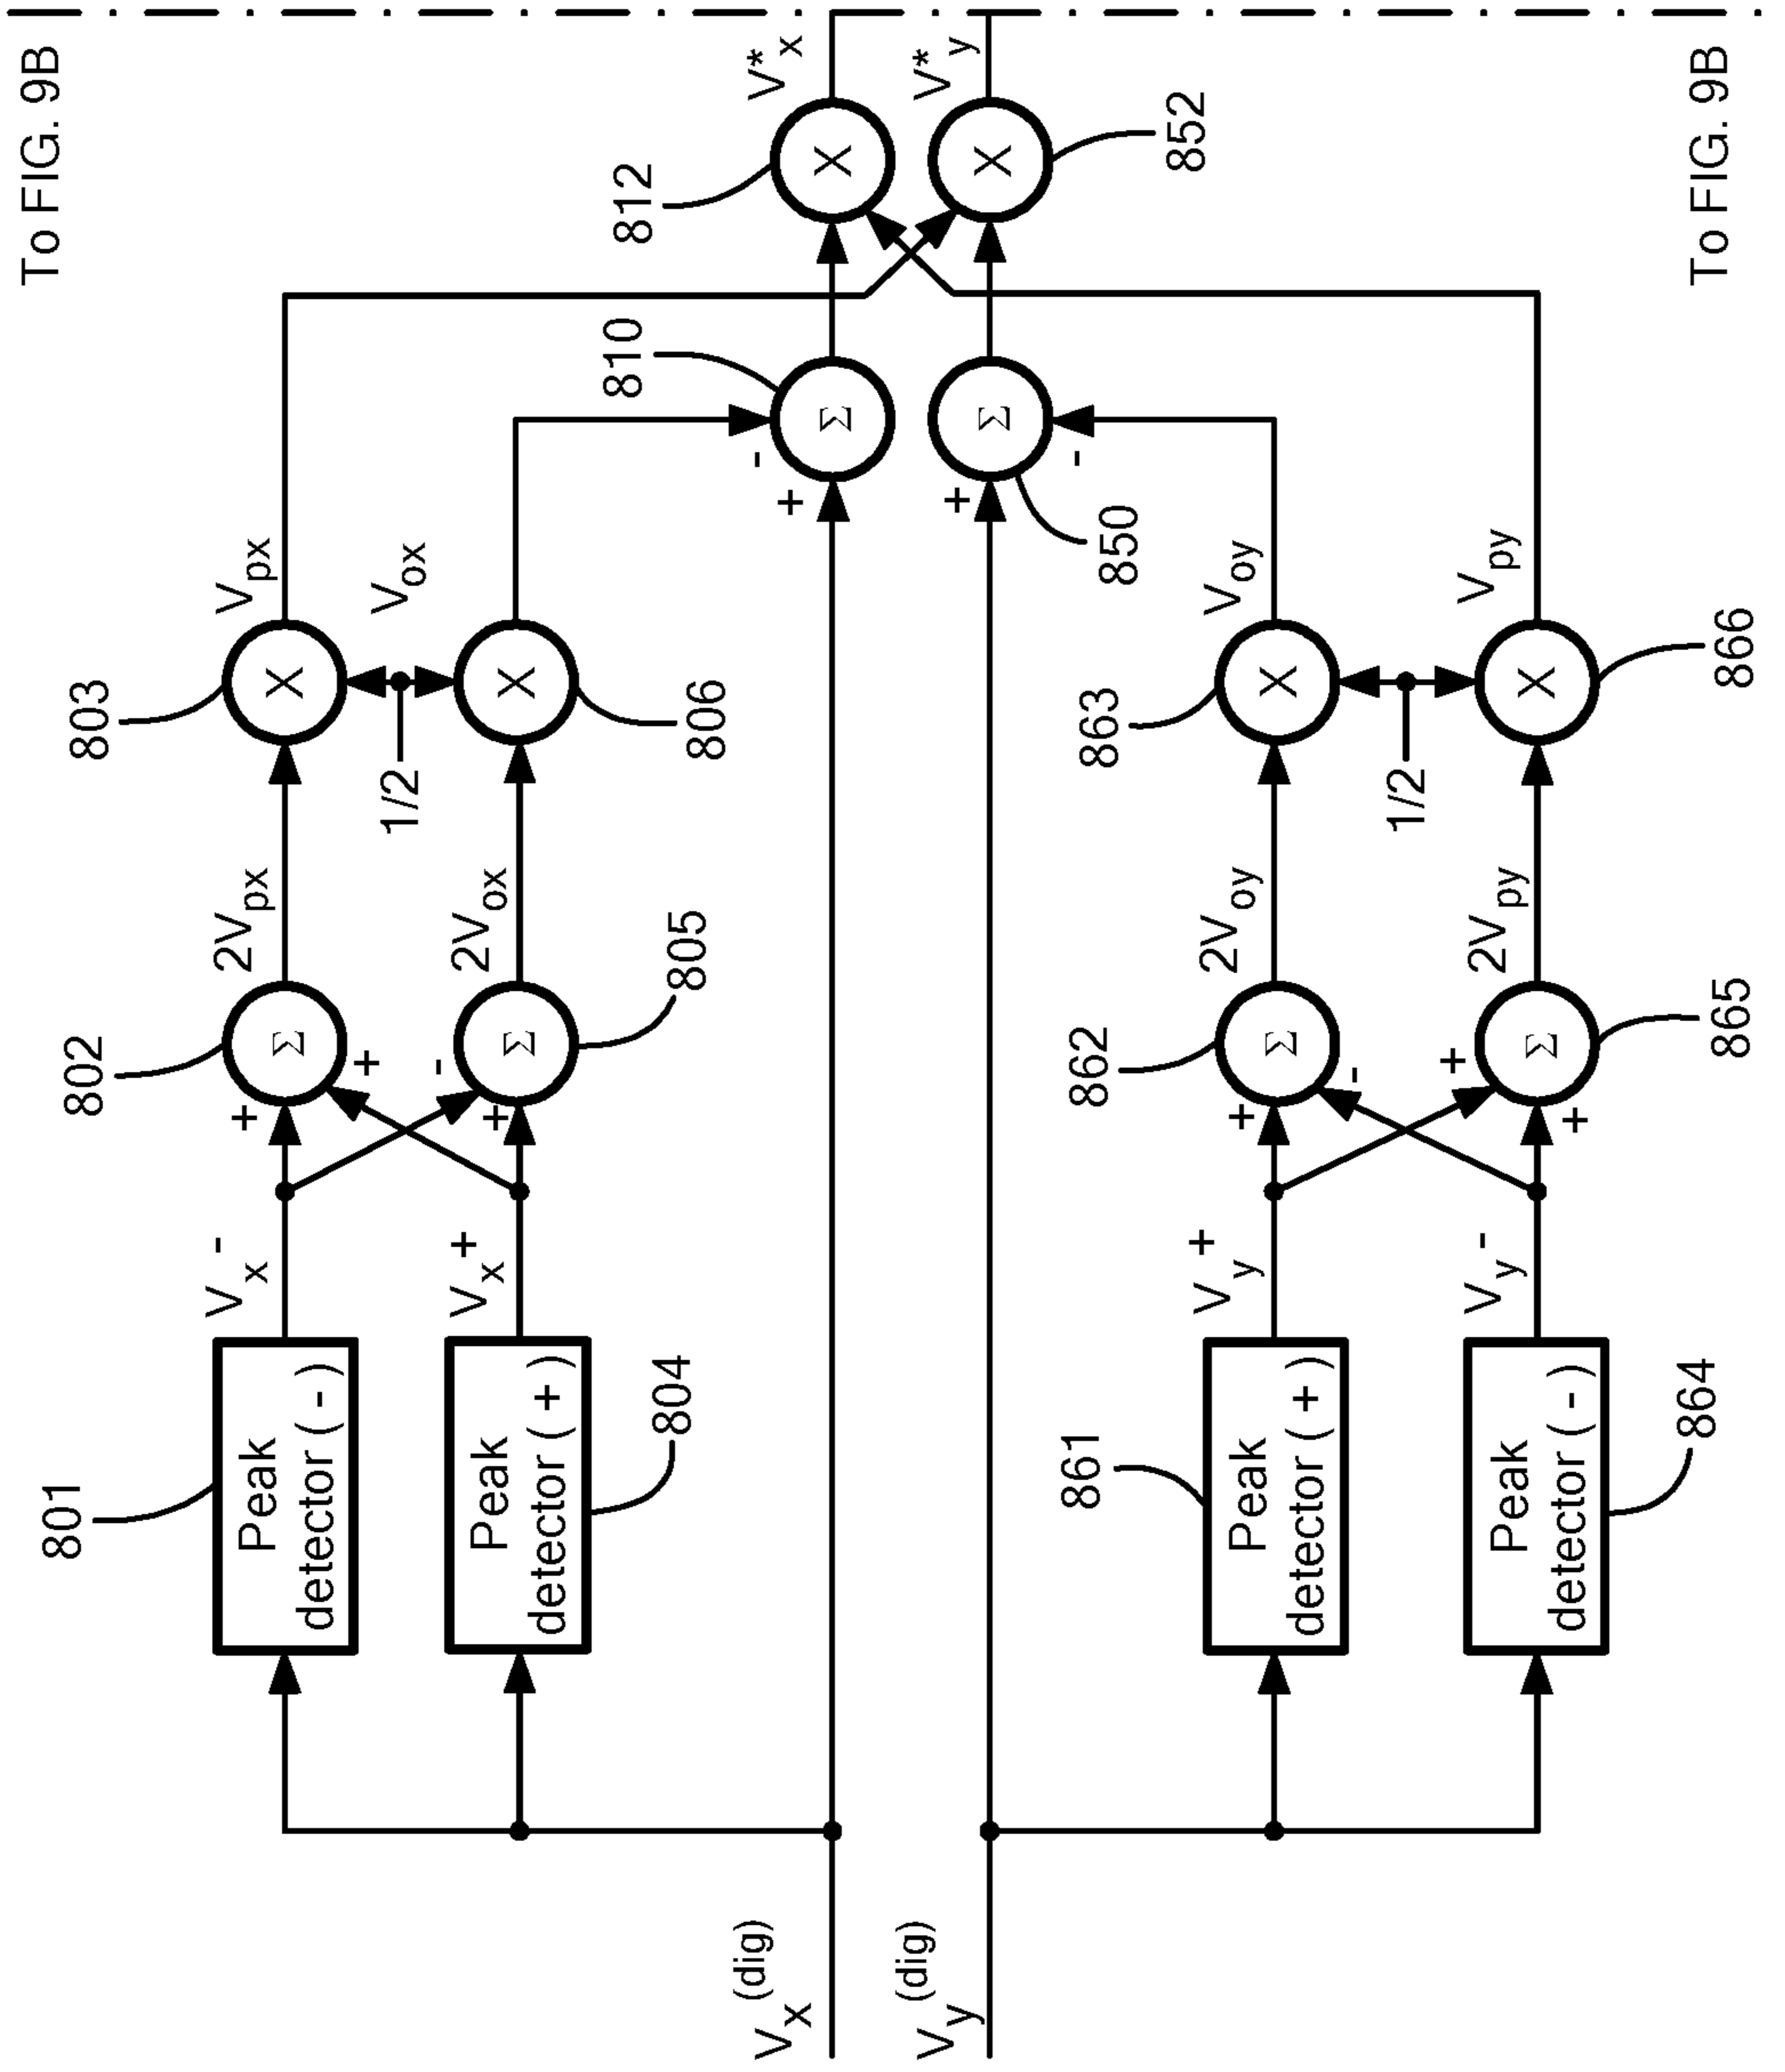 To FIG. 9B
V*x
V*y
812
852
To FIG. 9B
810
Vpx
Vox
850
Voy
Vpy
-
+
Σ
+
Σ
-
X
X
803
X
1/2
X
806
863
X
1/2
X
866
2Vpx
2Vox
805
2Voy
2Vpy
802
Σ
+
-
Σ
+
+
862
Σ
-
+
Σ
865
+
+
Vx-
Vx+
Vy+
Vy-
801
Peak
detector (-)
Peak
detector (+)
804
861
Peak
detector (+)
Peak
detector (-)
864
Vx(dig)
Vy(dig)